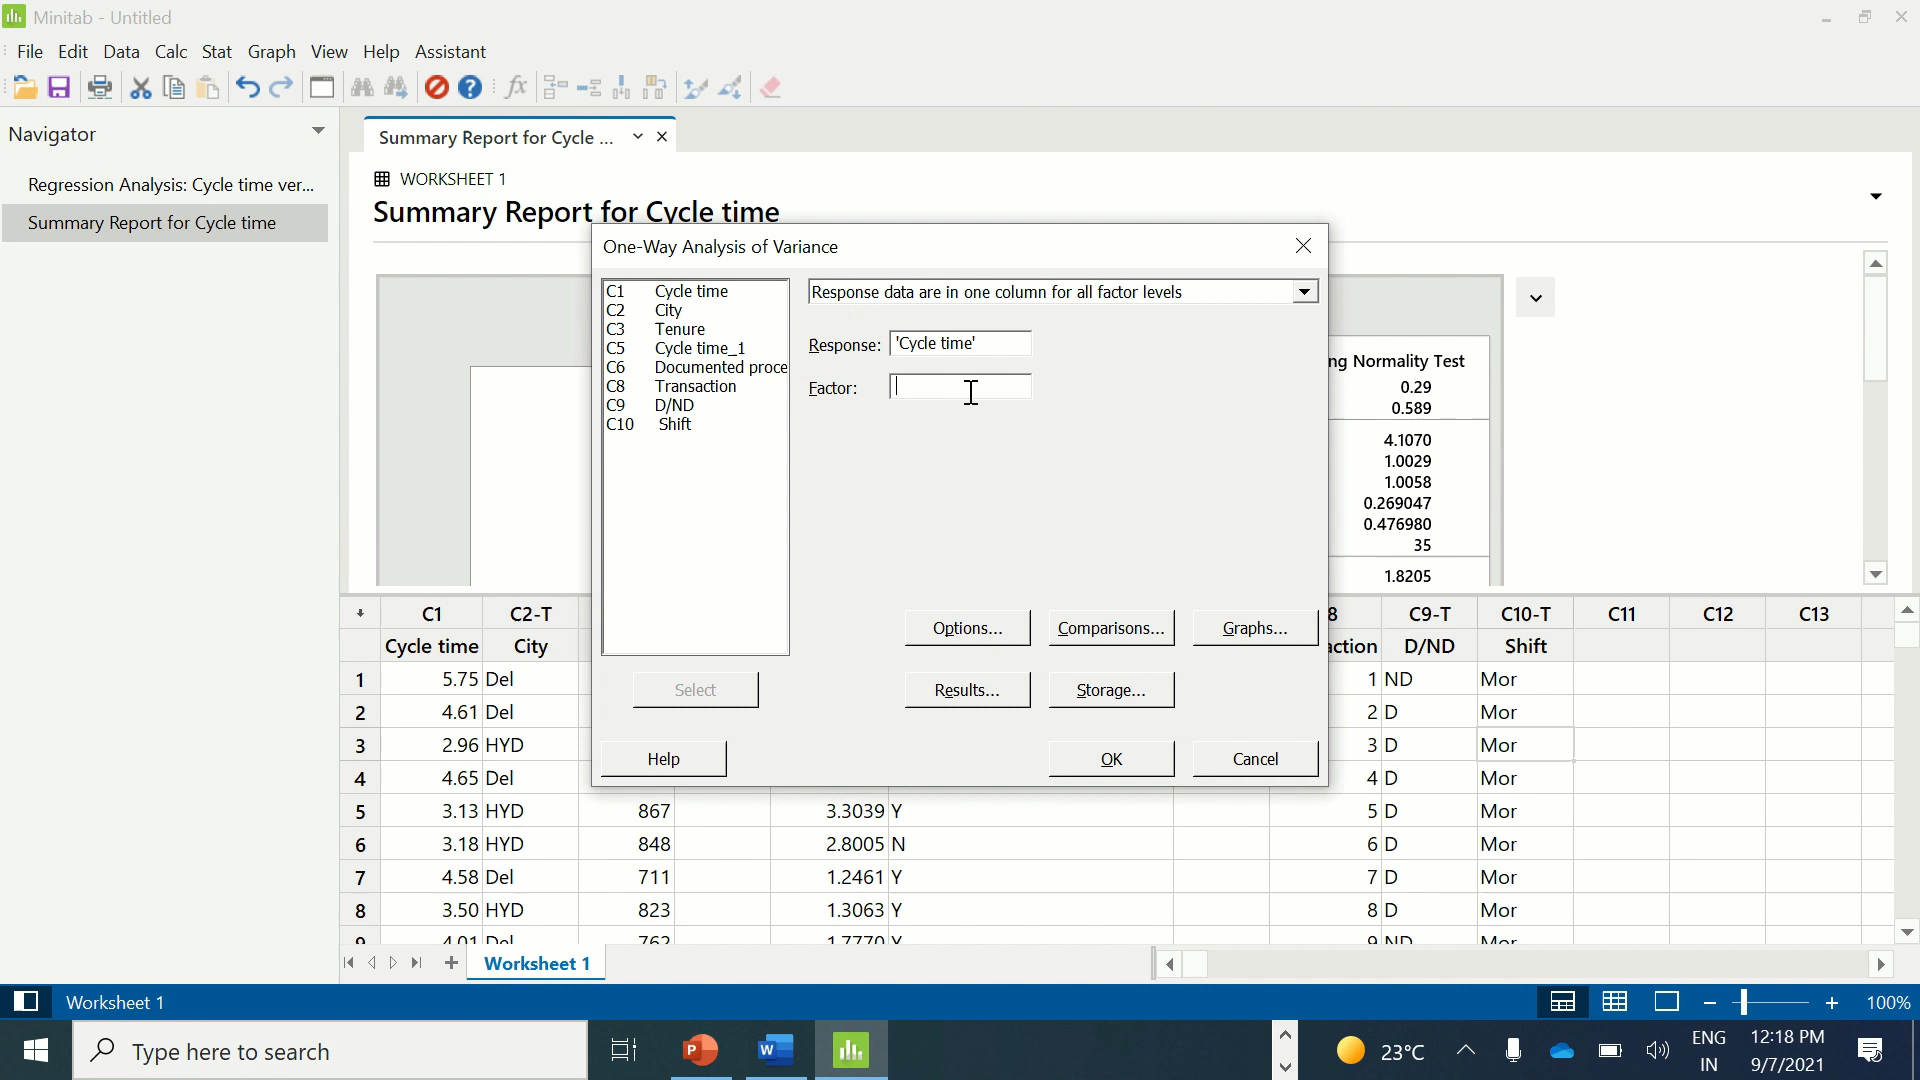 Minitab - Untitled
File Edit Data Calc Stat Graph View Help Assistant
Navigator
Regression Analysis: Cycle time ver...
Summary Report for Cycle time
Summary Report for Cycle ...
WORKSHEET 1
Summary Report for Cycle time
One-Way Analysis of Variance
C1 Cycle time
C2 City
C3 Tenure
C5 Cycle time_1
C6 Documented proce
C8 Transaction
C9 D/ND
C10 Shift
Response data are in one column for all factor levels
Response: 'Cycle time'
Factor:
Options... Comparisons... Graphs...
Select Results... Storage...
Help OK Cancel
ng Normality Test
0.29
0.589
4.1070
1.0029
1.0058
0.269047
0.476980
35
1.8205
C1 C2-T 8 C9-T C10-T C11 C12 C13
Cycle time City action D/ND Shift
1 5.75 Del 1 ND Mor
2 4.61 Del 2 D Mor
3 2.96 HYD 3 D Mor
4 4.65 Del 4 D Mor
5 3.13 HYD 867 3.3039 Y 5 D Mor
6 3.18 HYD 848 2.8005 N 6 D Mor
7 4.58 Del 711 1.2461 Y 7 D Mor
8 3.50 HYD 823 1.3063 Y 8 D Mor
9 4.01 Del 762 1.7770 Y 9 ND Mor
Worksheet 1
Worksheet 1
100%
Type here to search
23°C
ENG
IN
12:18 PM
9/7/2021